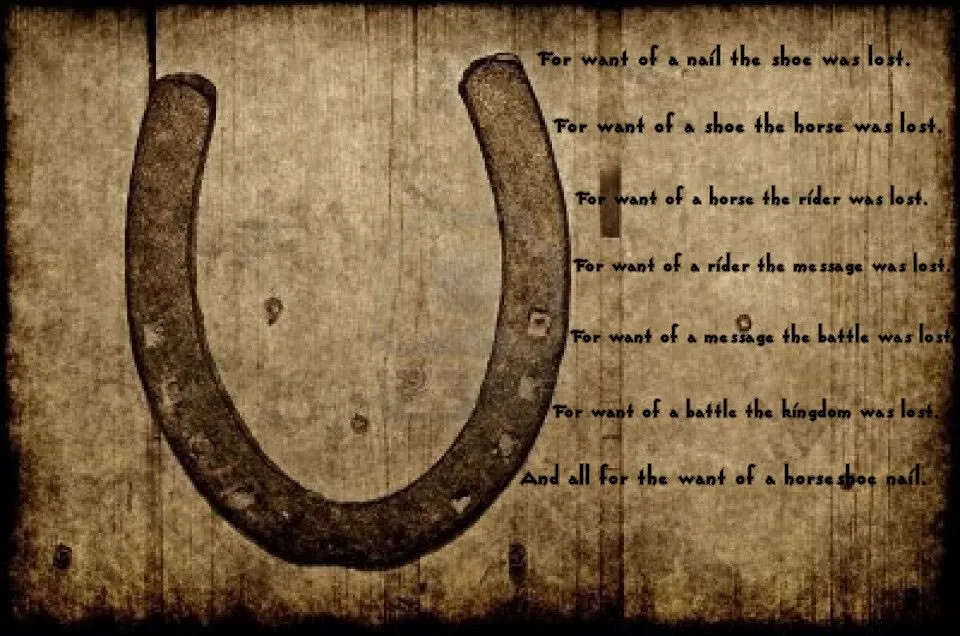 For want of a nail the shoe was lost.
For want of a shoe the horse was lost.
For want of a horse the rider was lost.
For want of a rider the message was lost.
For want of a message the battle was lost.
For want of a battle the kingdom was lost.
And all for the want of a horseshoe nail.